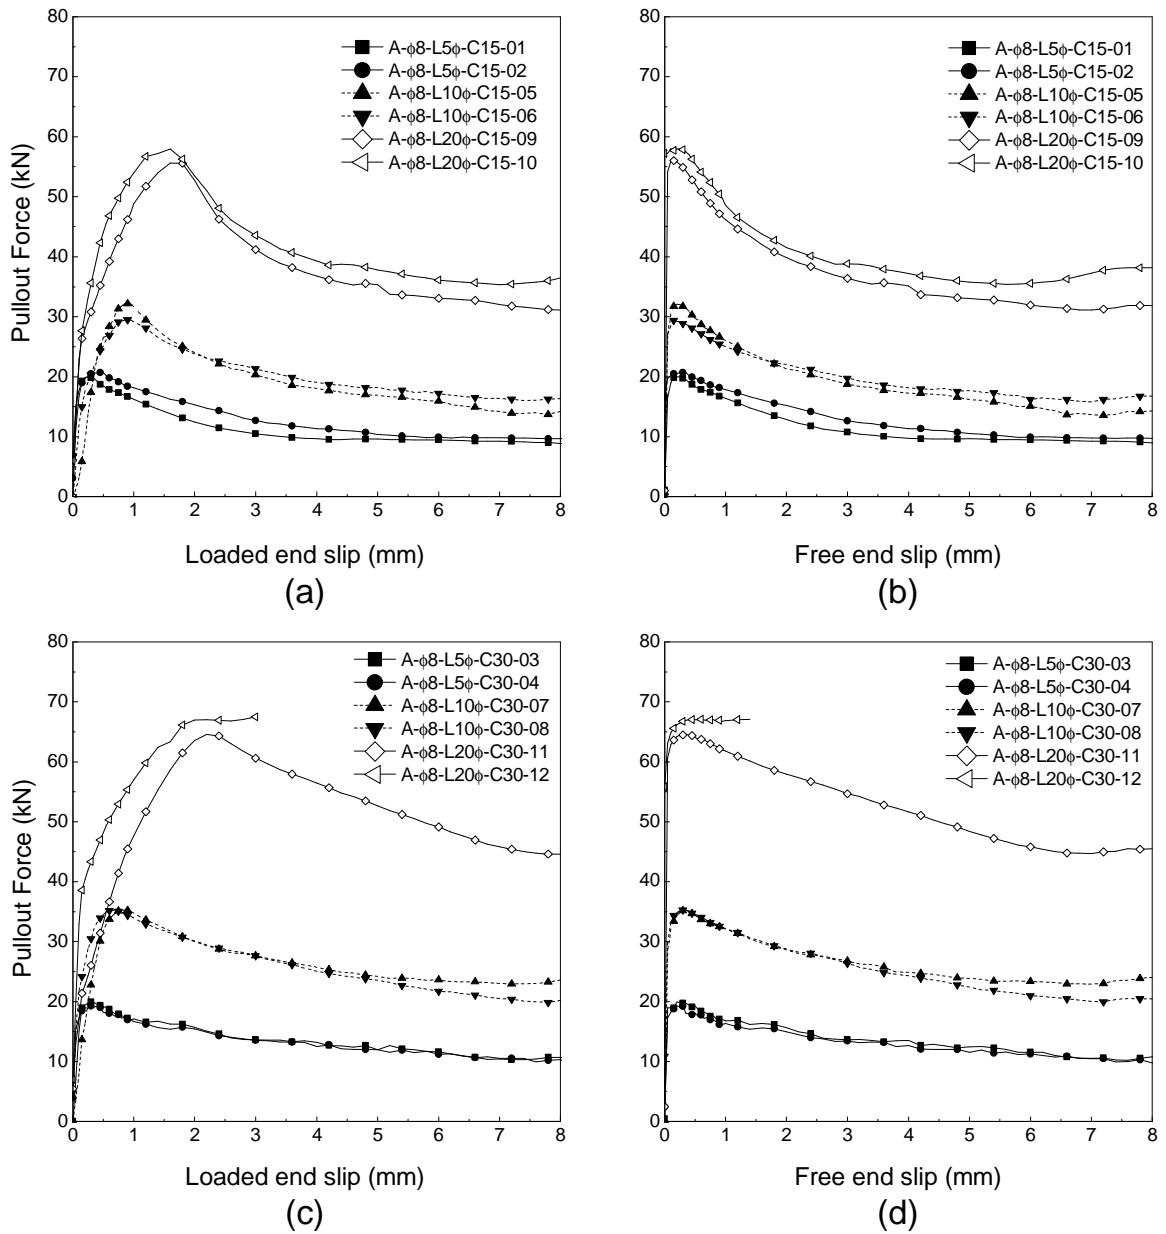 80
70
60
50
40
30
20
10
0
0 1 2 3 4 5 6 7 8
Pullout Force (kN)
Loaded end slip (mm)
A-ϕ8-L5ϕ-C15-01
A-ϕ8-L5ϕ-C15-02
A-ϕ8-L10ϕ-C15-05
A-ϕ8-L10ϕ-C15-06
A-ϕ8-L20ϕ-C15-09
A-ϕ8-L20ϕ-C15-10
(a)
80
70
60
50
40
30
20
10
0
0 1 2 3 4 5 6 7 8
Free end slip (mm)
A-ϕ8-L5ϕ-C15-01
A-ϕ8-L5ϕ-C15-02
A-ϕ8-L10ϕ-C15-05
A-ϕ8-L10ϕ-C15-06
A-ϕ8-L20ϕ-C15-09
A-ϕ8-L20ϕ-C15-10
(b)
80
70
60
50
40
30
20
10
0
0 1 2 3 4 5 6 7 8
Pullout Force (kN)
Loaded end slip (mm)
A-ϕ8-L5ϕ-C30-03
A-ϕ8-L5ϕ-C30-04
A-ϕ8-L10ϕ-C30-07
A-ϕ8-L10ϕ-C30-08
A-ϕ8-L20ϕ-C30-11
A-ϕ8-L20ϕ-C30-12
(c)
80
70
60
50
40
30
20
10
0
0 1 2 3 4 5 6 7 8
Free end slip (mm)
A-ϕ8-L5ϕ-C30-03
A-ϕ8-L5ϕ-C30-04
A-ϕ8-L10ϕ-C30-07
A-ϕ8-L10ϕ-C30-08
A-ϕ8-L20ϕ-C30-11
A-ϕ8-L20ϕ-C30-12
(d)